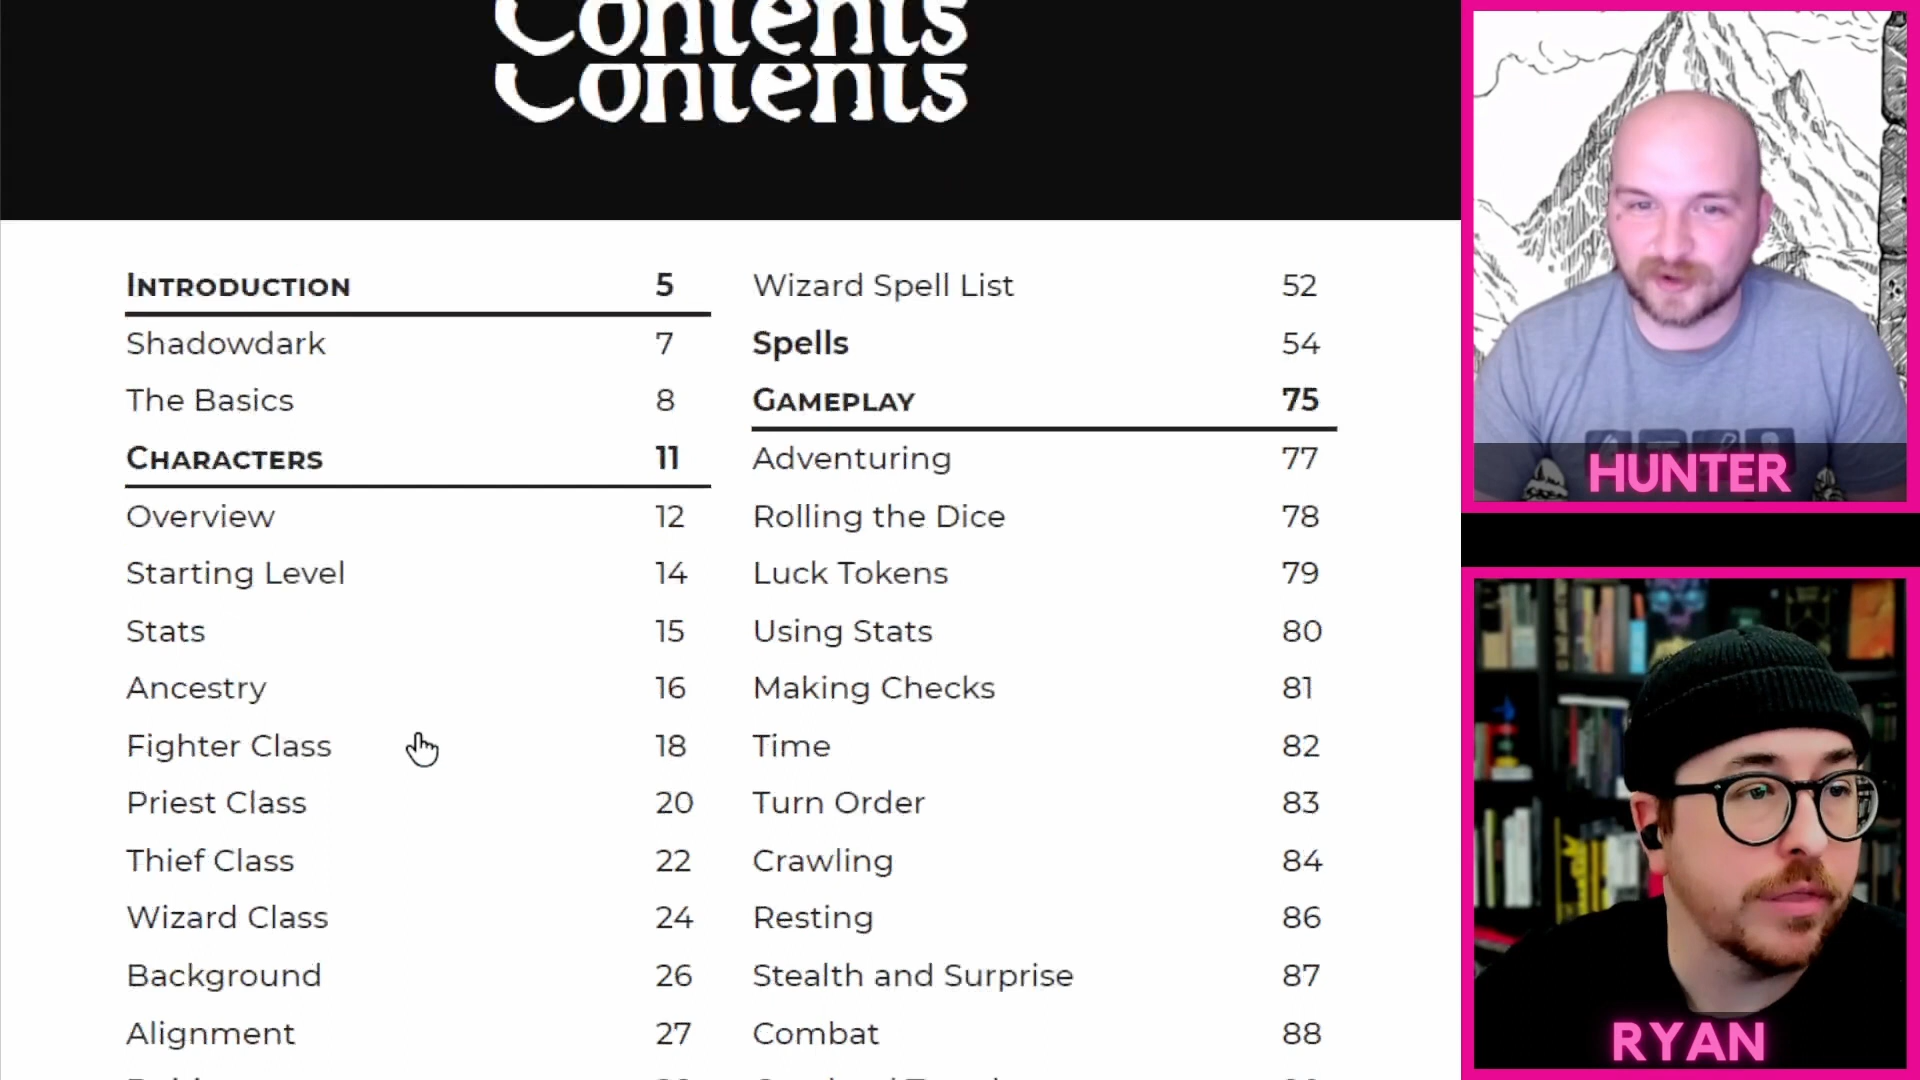 Contents
Contents
INTRODUCTION 5
Shadowdark 7
The Basics 8
CHARACTERS 11
Overview 12
Starting Level 14
Stats 15
Ancestry 16
Fighter Class 18
Priest Class 20
Thief Class 22
Wizard Class 24
Background 26
Alignment 27
Wizard Spell List 52
Spells 54
GAMEPLAY 75
Adventuring 77
Rolling the Dice 78
Luck Tokens 79
Using Stats 80
Making Checks 81
Time 82
Turn Order 83
Crawling 84
Resting 86
Stealth and Surprise 87
Combat 88
HUNTER
RYAN